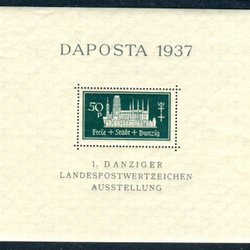 DAPOSTA 1937
50
P
Freie + Stadt + Danzig
1. DANZIGER
LANDESPOSTWERTZEICHEN
AUSSTELLUNG